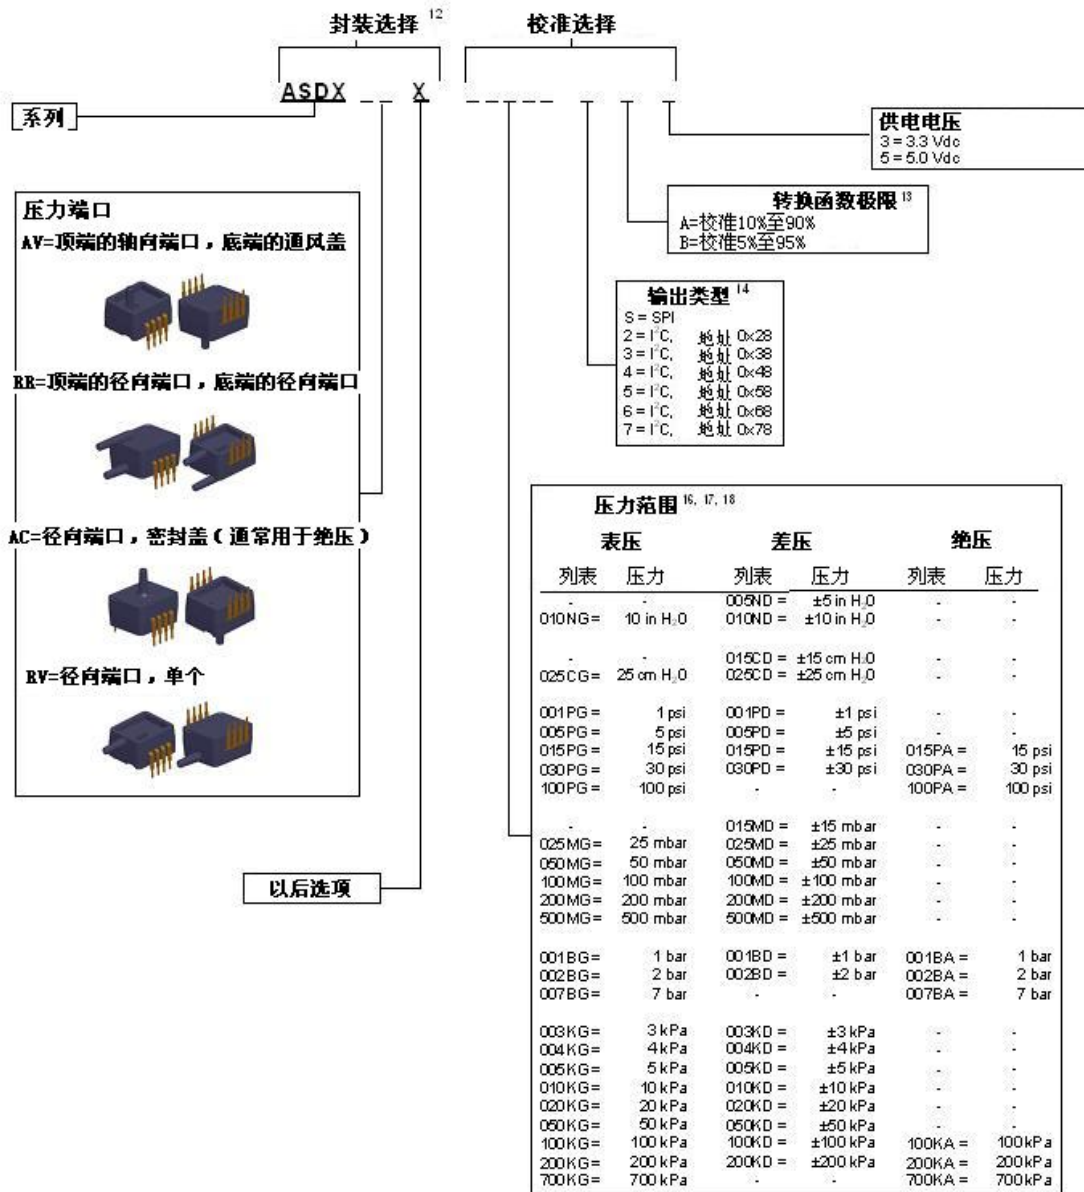 封装选择 12
校准选择
ASDX _ _ X _ _ _ _ _ _ _ _
系列
供电电压
3 = 3.3 Vdc
5 = 5.0 Vdc
转换函数极限 13
A=校准10%至90%
B=校准5%至95%
输出类型 14
S = SPI
2 = I²C, 地址 0x28
3 = I²C, 地址 0x38
4 = I²C, 地址 0x48
5 = I²C, 地址 0x58
6 = I²C, 地址 0x68
7 = I²C, 地址 0x78
压力端口
AV=顶端的轴向端口，底端的通风盖
RR=顶端的径向端口，底端的径向端口
AC=径向端口，密封盖（通常用于绝压）
RV=径向端口，单个
以后选项
压力范围 16, 17, 18
表压 差压 绝压
列表 压力 列表 压力 列表 压力
- - 005ND = ±5 in H₂O - -
010NG= 10 in H₂O 010ND = ±10 in H₂O - -
- - 015CD = ±15 cm H₂O - -
025CG= 25 cm H₂O 025CD = ±25 cm H₂O - -
001PG= 1 psi 001PD = ±1 psi - -
005PG= 5 psi 005PD = ±5 psi - -
015PG= 15 psi 015PD = ±15 psi 015PA = 15 psi
030PG= 30 psi 030PD = ±30 psi 030PA = 30 psi
100PG= 100 psi - - 100PA = 100 psi
- - 015MD = ±15 mbar - -
025MG= 25 mbar 025MD = ±25 mbar - -
050MG= 50 mbar 050MD = ±50 mbar - -
100MG= 100 mbar 100MD = ±100 mbar - -
200MG= 200 mbar 200MD = ±200 mbar - -
500MG= 500 mbar 500MD = ±500 mbar - -
001BG= 1 bar 001BD = ±1 bar 001BA = 1 bar
002BG= 2 bar 002BD = ±2 bar 002BA = 2 bar
007BG= 7 bar - - 007BA = 7 bar
003KG= 3 kPa 003KD = ±3 kPa - -
004KG= 4 kPa 004KD = ±4 kPa - -
005KG= 5 kPa 005KD = ±5 kPa - -
010KG= 10 kPa 010KD = ±10 kPa - -
020KG= 20 kPa 020KD = ±20 kPa - -
050KG= 50 kPa 050KD = ±50 kPa - -
100KG= 100 kPa 100KD = ±100 kPa 100KA = 100kPa
200KG= 200 kPa 200KD = ±200 kPa 200KA = 200kPa
700KG= 700 kPa - - 700KA = 700kPa